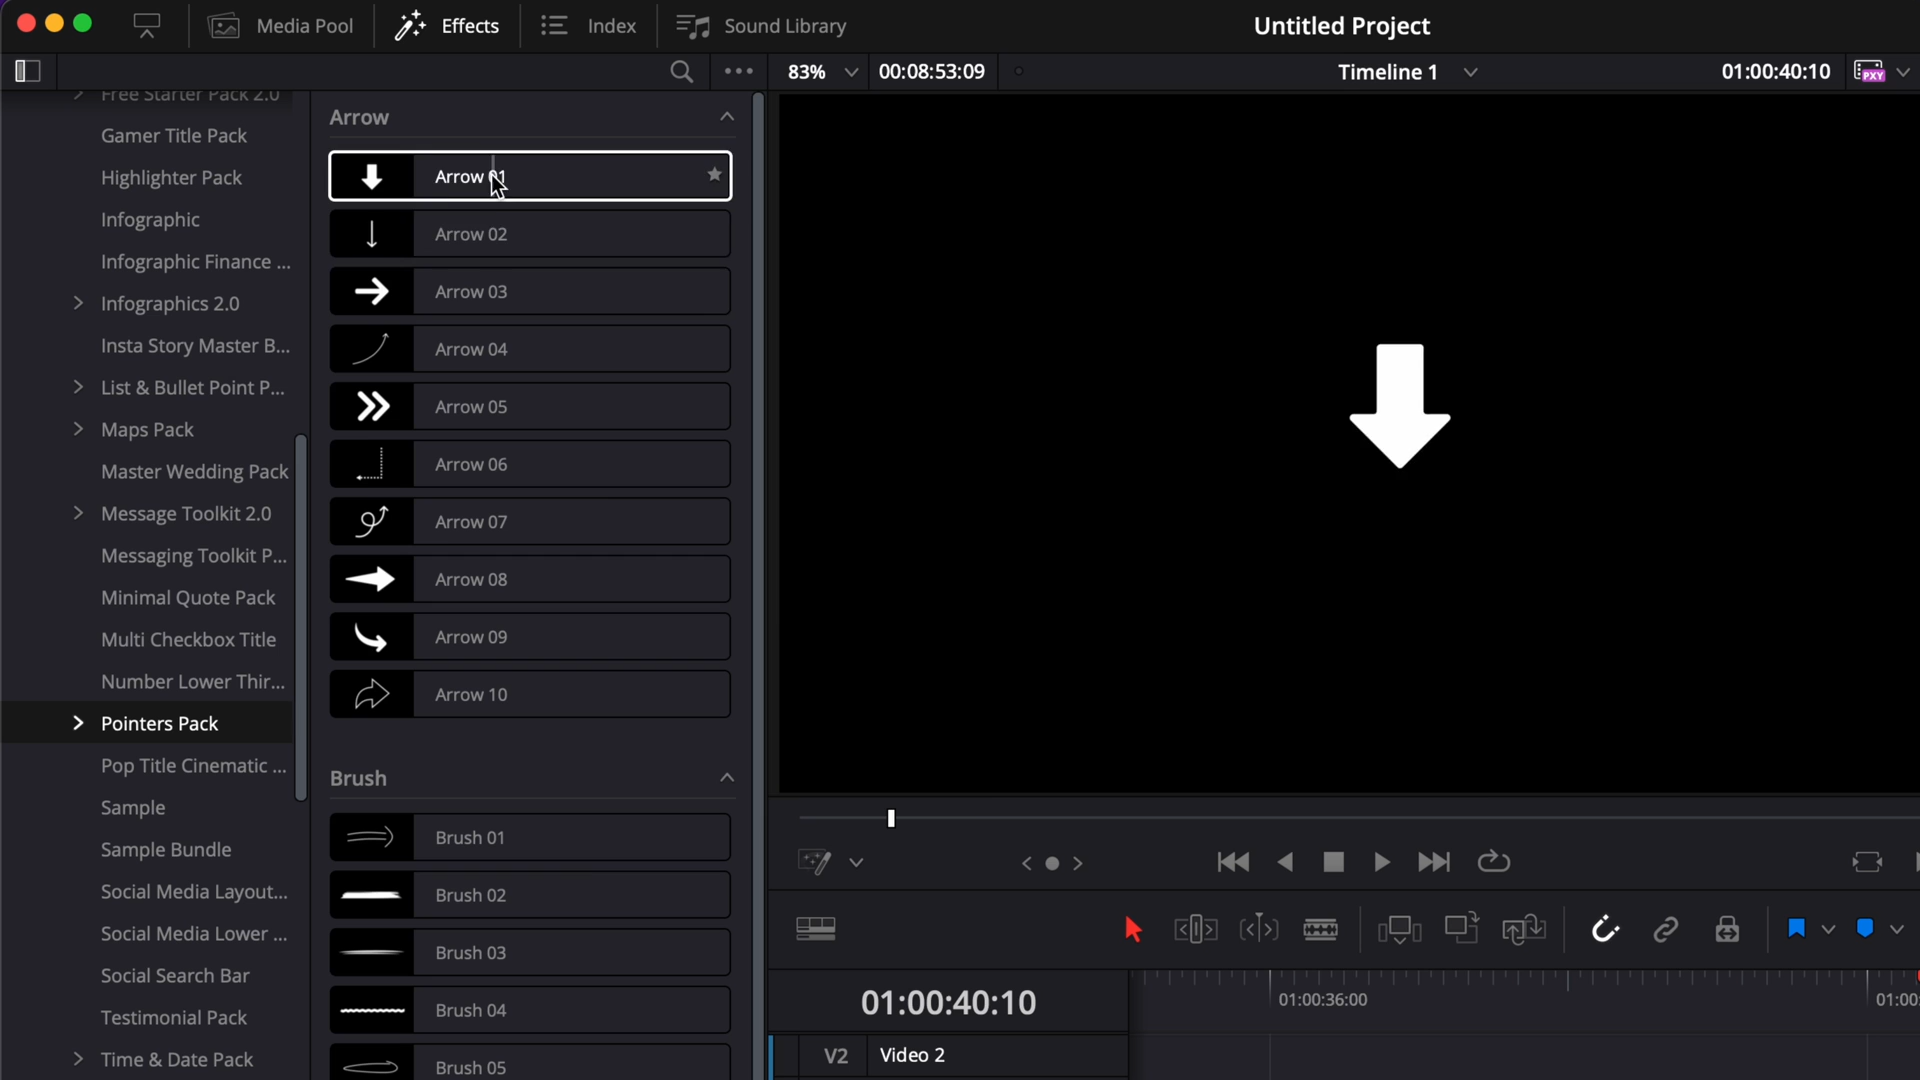 Media Pool
Effects
Index
Sound Library
Untitled Project
83%
00:08:53:09
Timeline 1
01:00:40:10
PXY
Free Starter Pack 2.0
Gamer Title Pack
Highlighter Pack
Infographic
Infographic Finance ...
Infographics 2.0
Insta Story Master B...
List & Bullet Point P...
Maps Pack
Master Wedding Pack
Message Toolkit 2.0
Messaging Toolkit P...
Minimal Quote Pack
Multi Checkbox Title
Number Lower Thir...
Pointers Pack
Pop Title Cinematic ...
Sample
Sample Bundle
Social Media Layout...
Social Media Lower ...
Social Search Bar
Testimonial Pack
Time & Date Pack
Arrow
Arrow 01
Arrow 02
Arrow 03
Arrow 04
Arrow 05
Arrow 06
Arrow 07
Arrow 08
Arrow 09
Arrow 10
Brush
Brush 01
Brush 02
Brush 03
Brush 04
Brush 05
01:00:40:10
01:00:36:00
01:00:
V2
Video 2